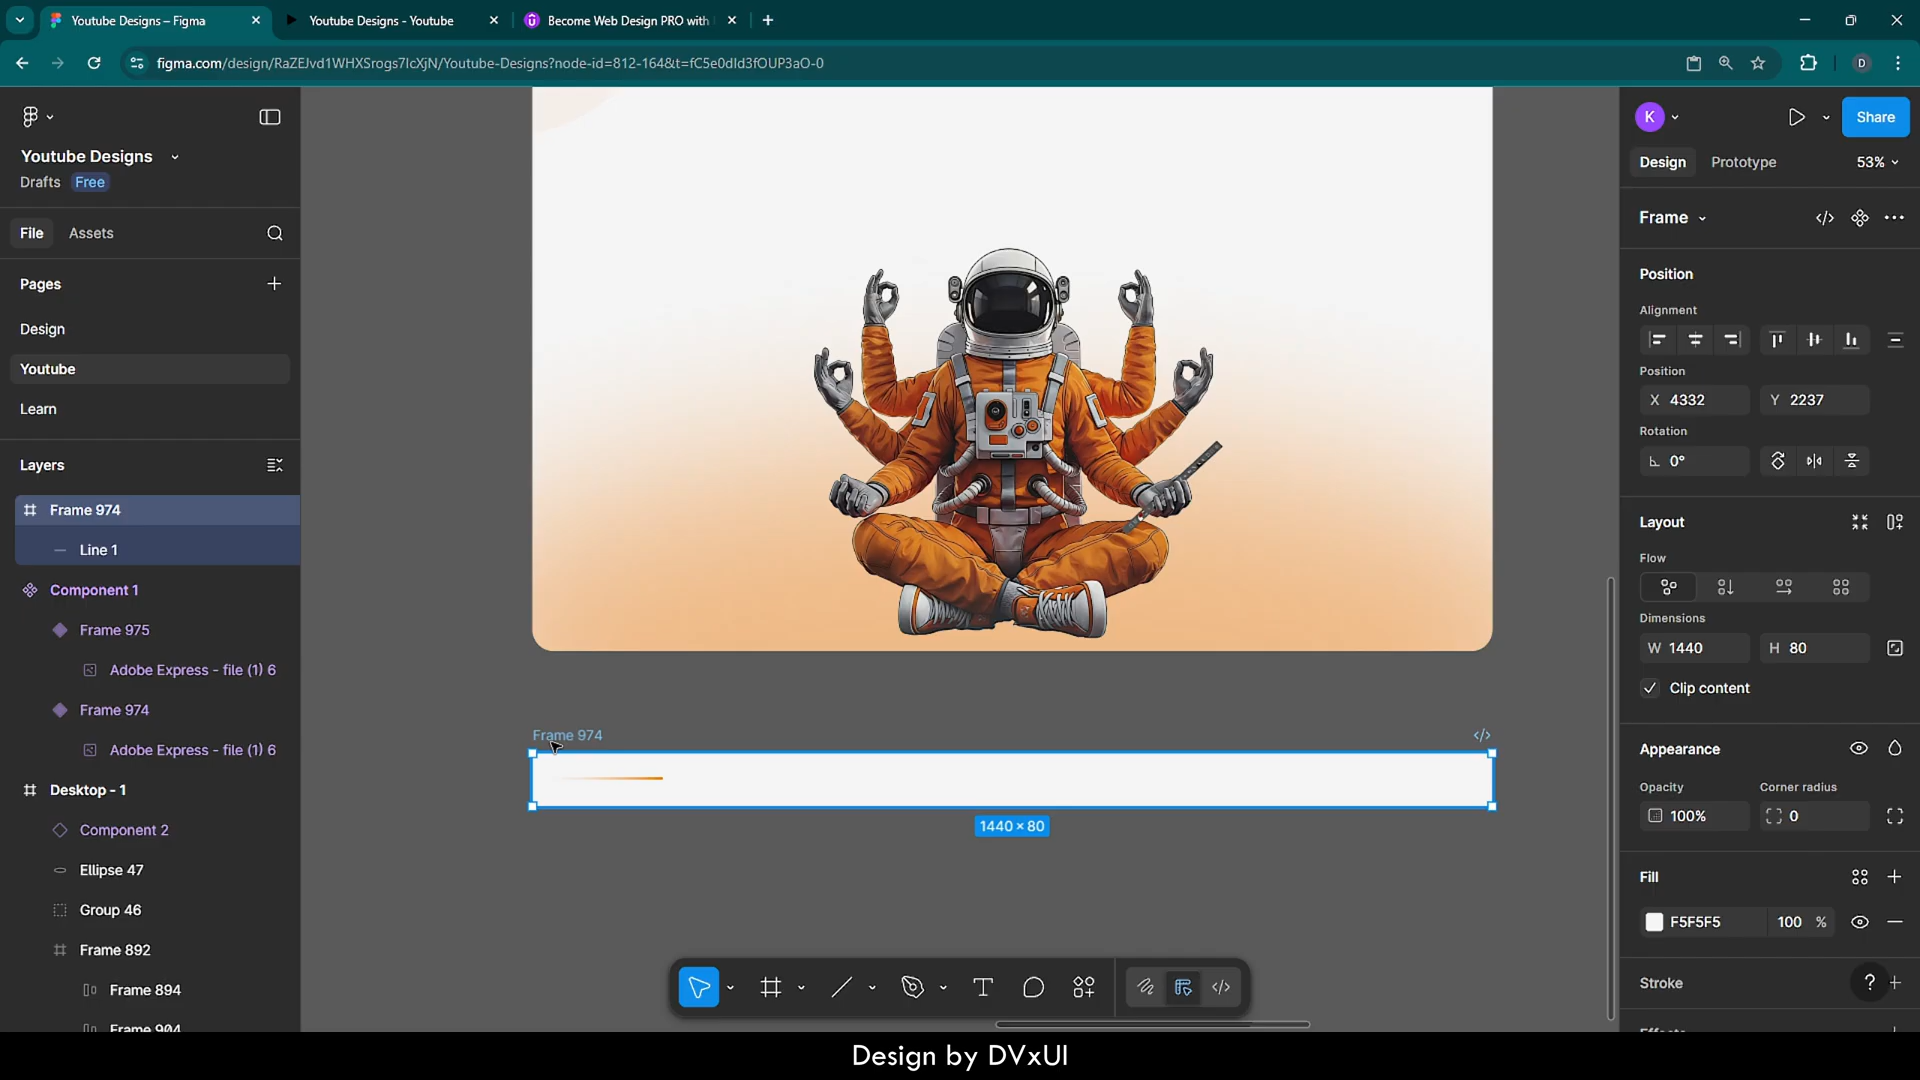 Youtube Designs – Figma
Youtube Designs - Youtube
Become Web Design PRO with
figma.com/design/RaZEJvd1WHXSrogs7IcXjN/Youtube-Designs?node-id=812-164&t=fC5e0dId3fOUP3aO-0
D
Youtube Designs
Drafts Free
File Assets
Pages
Design
Youtube
Learn
Layers
Frame 974
Line 1
Component 1
Frame 975
Adobe Express - file (1) 6
Frame 974
Adobe Express - file (1) 6
Desktop - 1
Component 2
Ellipse 47
Group 46
Frame 892
Frame 894
Frame 904
Frame 974
1440 × 80
K
Share
Design Prototype 53%
Frame
Position
Alignment
Position
X 4332 Y 2237
Rotation
0°
Layout
Flow
Dimensions
W 1440 H 80
Clip content
Appearance
Opacity Corner radius
100% 0
Fill
F5F5F5 100 %
Stroke
?
Effects
Design by DVxUI